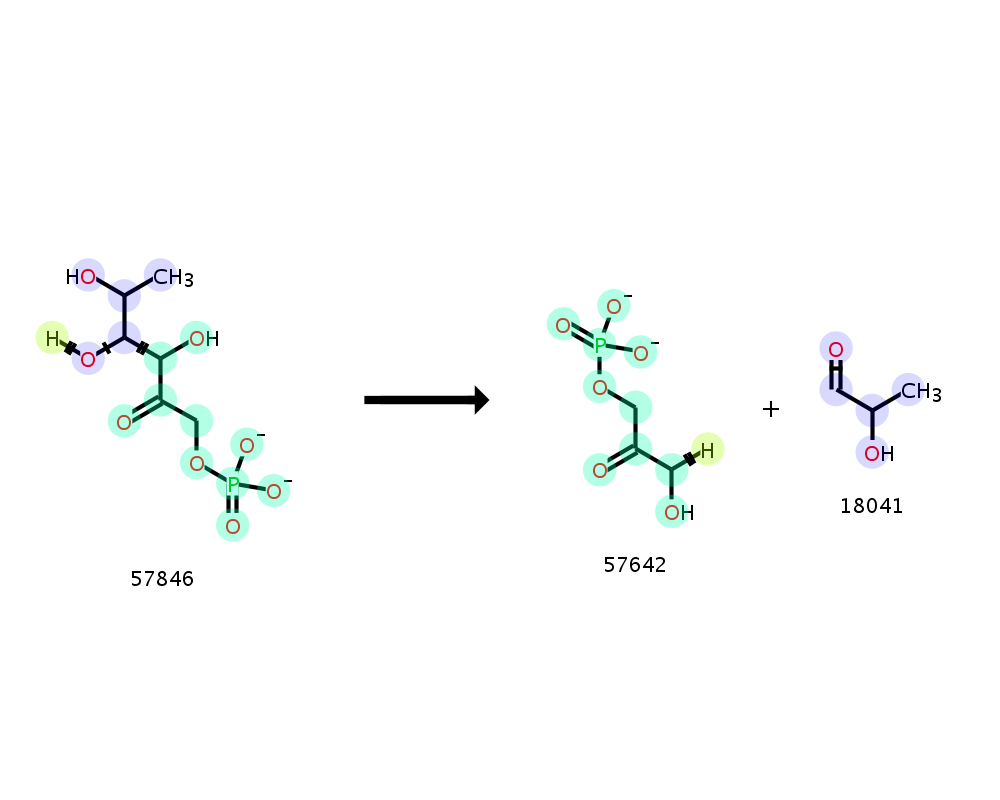 HO CH3
H O OH
O
O O−
P O−
O
57846
O O−
P O−
O
O H
OH
57642
+
O
CH3
OH
18041